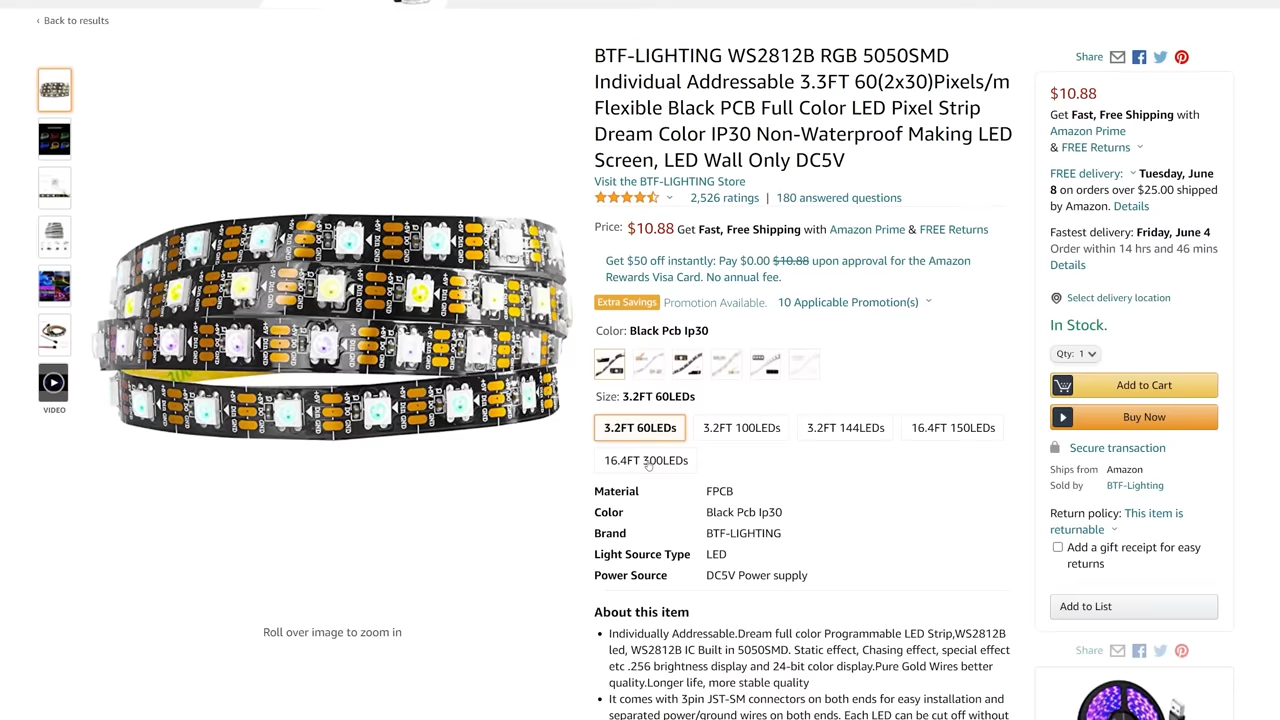 ‹ Back to results
BTF-LIGHTING WS2812B RGB 5050SMD
Individual Addressable 3.3FT 60(2x30)Pixels/m
Flexible Black PCB Full Color LED Pixel Strip
Dream Color IP30 Non-Waterproof Making LED
Screen, LED Wall Only DC5V
Visit the BTF-LIGHTING Store
2,526 ratings | 180 answered questions
Price: $10.88 Get Fast, Free Shipping with Amazon Prime & FREE Returns
Get $50 off instantly: Pay $0.00 $10.88 upon approval for the Amazon
Rewards Visa Card. No annual fee.
Extra Savings Promotion Available. 10 Applicable Promotion(s)
Color: Black Pcb Ip30
Size: 3.2FT 60LEDs
3.2FT 60LEDs 3.2FT 100LEDs 3.2FT 144LEDs 16.4FT 150LEDs
16.4FT 300LEDs
Material FPCB
Color Black Pcb Ip30
Brand BTF-LIGHTING
Light Source Type LED
Power Source DC5V Power supply
About this item
• Individually Addressable.Dream full color Programmable LED Strip,WS2812B
led, WS2812B IC Built in 5050SMD. Static effect, Chasing effect, special effect
etc .256 brightness display and 24-bit color display.Pure Gold Wires better
quality.Longer life, more stable quality
• It comes with 3pin JST-SM connectors on both ends for easy installation and
separated power/ground wires on both ends. Each LED can be cut off without
VIDEO
Roll over image to zoom in
Share
$10.88
Get Fast, Free Shipping with
Amazon Prime
& FREE Returns
FREE delivery: Tuesday, June
8 on orders over $25.00 shipped
by Amazon. Details
Fastest delivery: Friday, June 4
Order within 14 hrs and 46 mins
Details
Select delivery location
In Stock.
Qty: 1
Add to Cart
Buy Now
Secure transaction
Ships from Amazon
Sold by BTF-Lighting
Return policy: This item is
returnable
Add a gift receipt for easy
returns
Add to List
Share